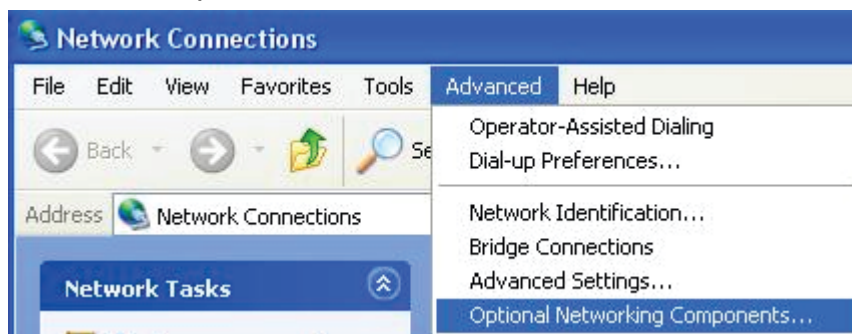 Network Connections
File Edit View Favorites Tools Advanced Help
Back
Se
Operator-Assisted Dialing
Dial-up Preferences...
Address Network Connections
Network Identification...
Bridge Connections
Advanced Settings...
Optional Networking Components...
Network Tasks